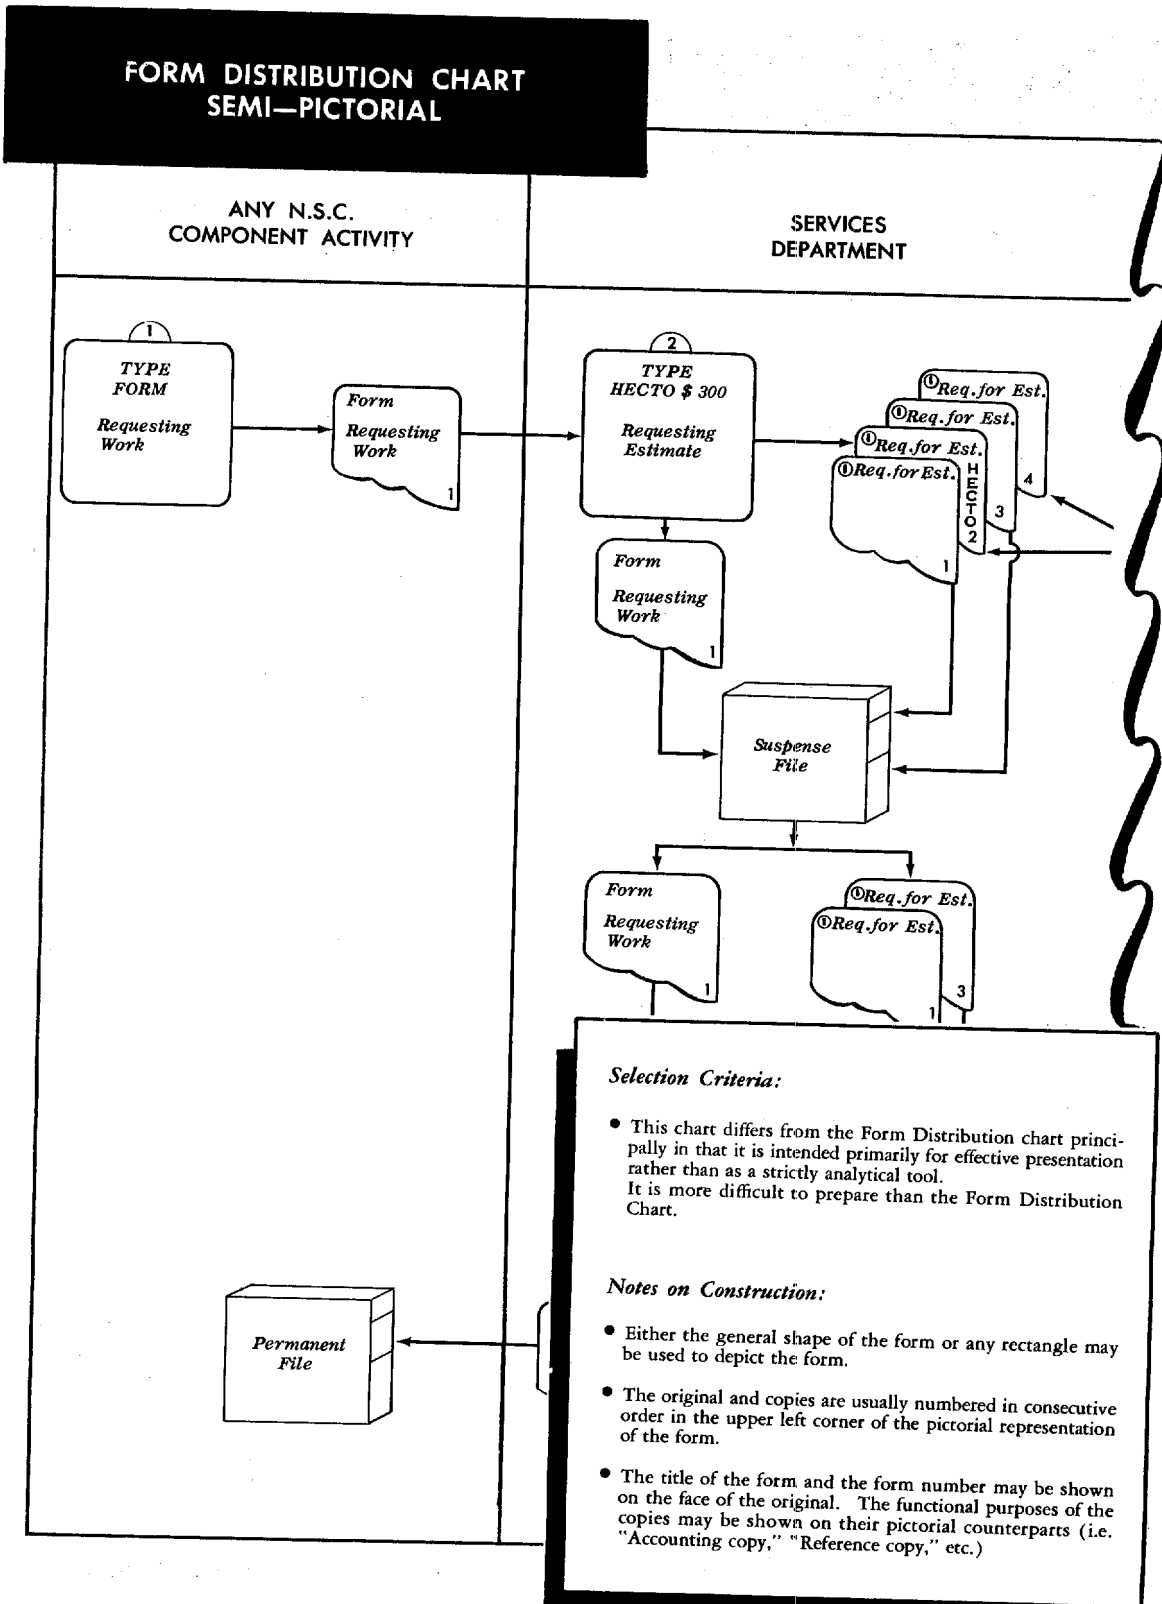 FORM DISTRIBUTION CHART
SEMI—PICTORIAL
ANY N.S.C.
COMPONENT ACTIVITY
SERVICES
DEPARTMENT
1
TYPE
FORM
Requesting
Work
Form
Requesting
Work
1
2
TYPE
HECTO $ 300
Requesting
Estimate
①Req.for Est.
4
①Req.for Est.
3
①Req.for Est.
HECTO 2
①Req.for Est.
1
Form
Requesting
Work
1
Suspense
File
Form
Requesting
Work
1
①Req.for Est.
3
①Req.for Est.
1
Permanent
File
Selection Criteria:
• This chart differs from the Form Distribution chart princi-
pally in that it is intended primarily for effective presentation
rather than as a strictly analytical tool.
It is more difficult to prepare than the Form Distribution
Chart.
Notes on Construction:
• Either the general shape of the form or any rectangle may
be used to depict the form.
• The original and copies are usually numbered in consecutive
order in the upper left corner of the pictorial representation
of the form.
• The title of the form and the form number may be shown
on the face of the original. The functional purposes of the
copies may be shown on their pictorial counterparts (i.e.
"Accounting copy," "Reference copy," etc.)